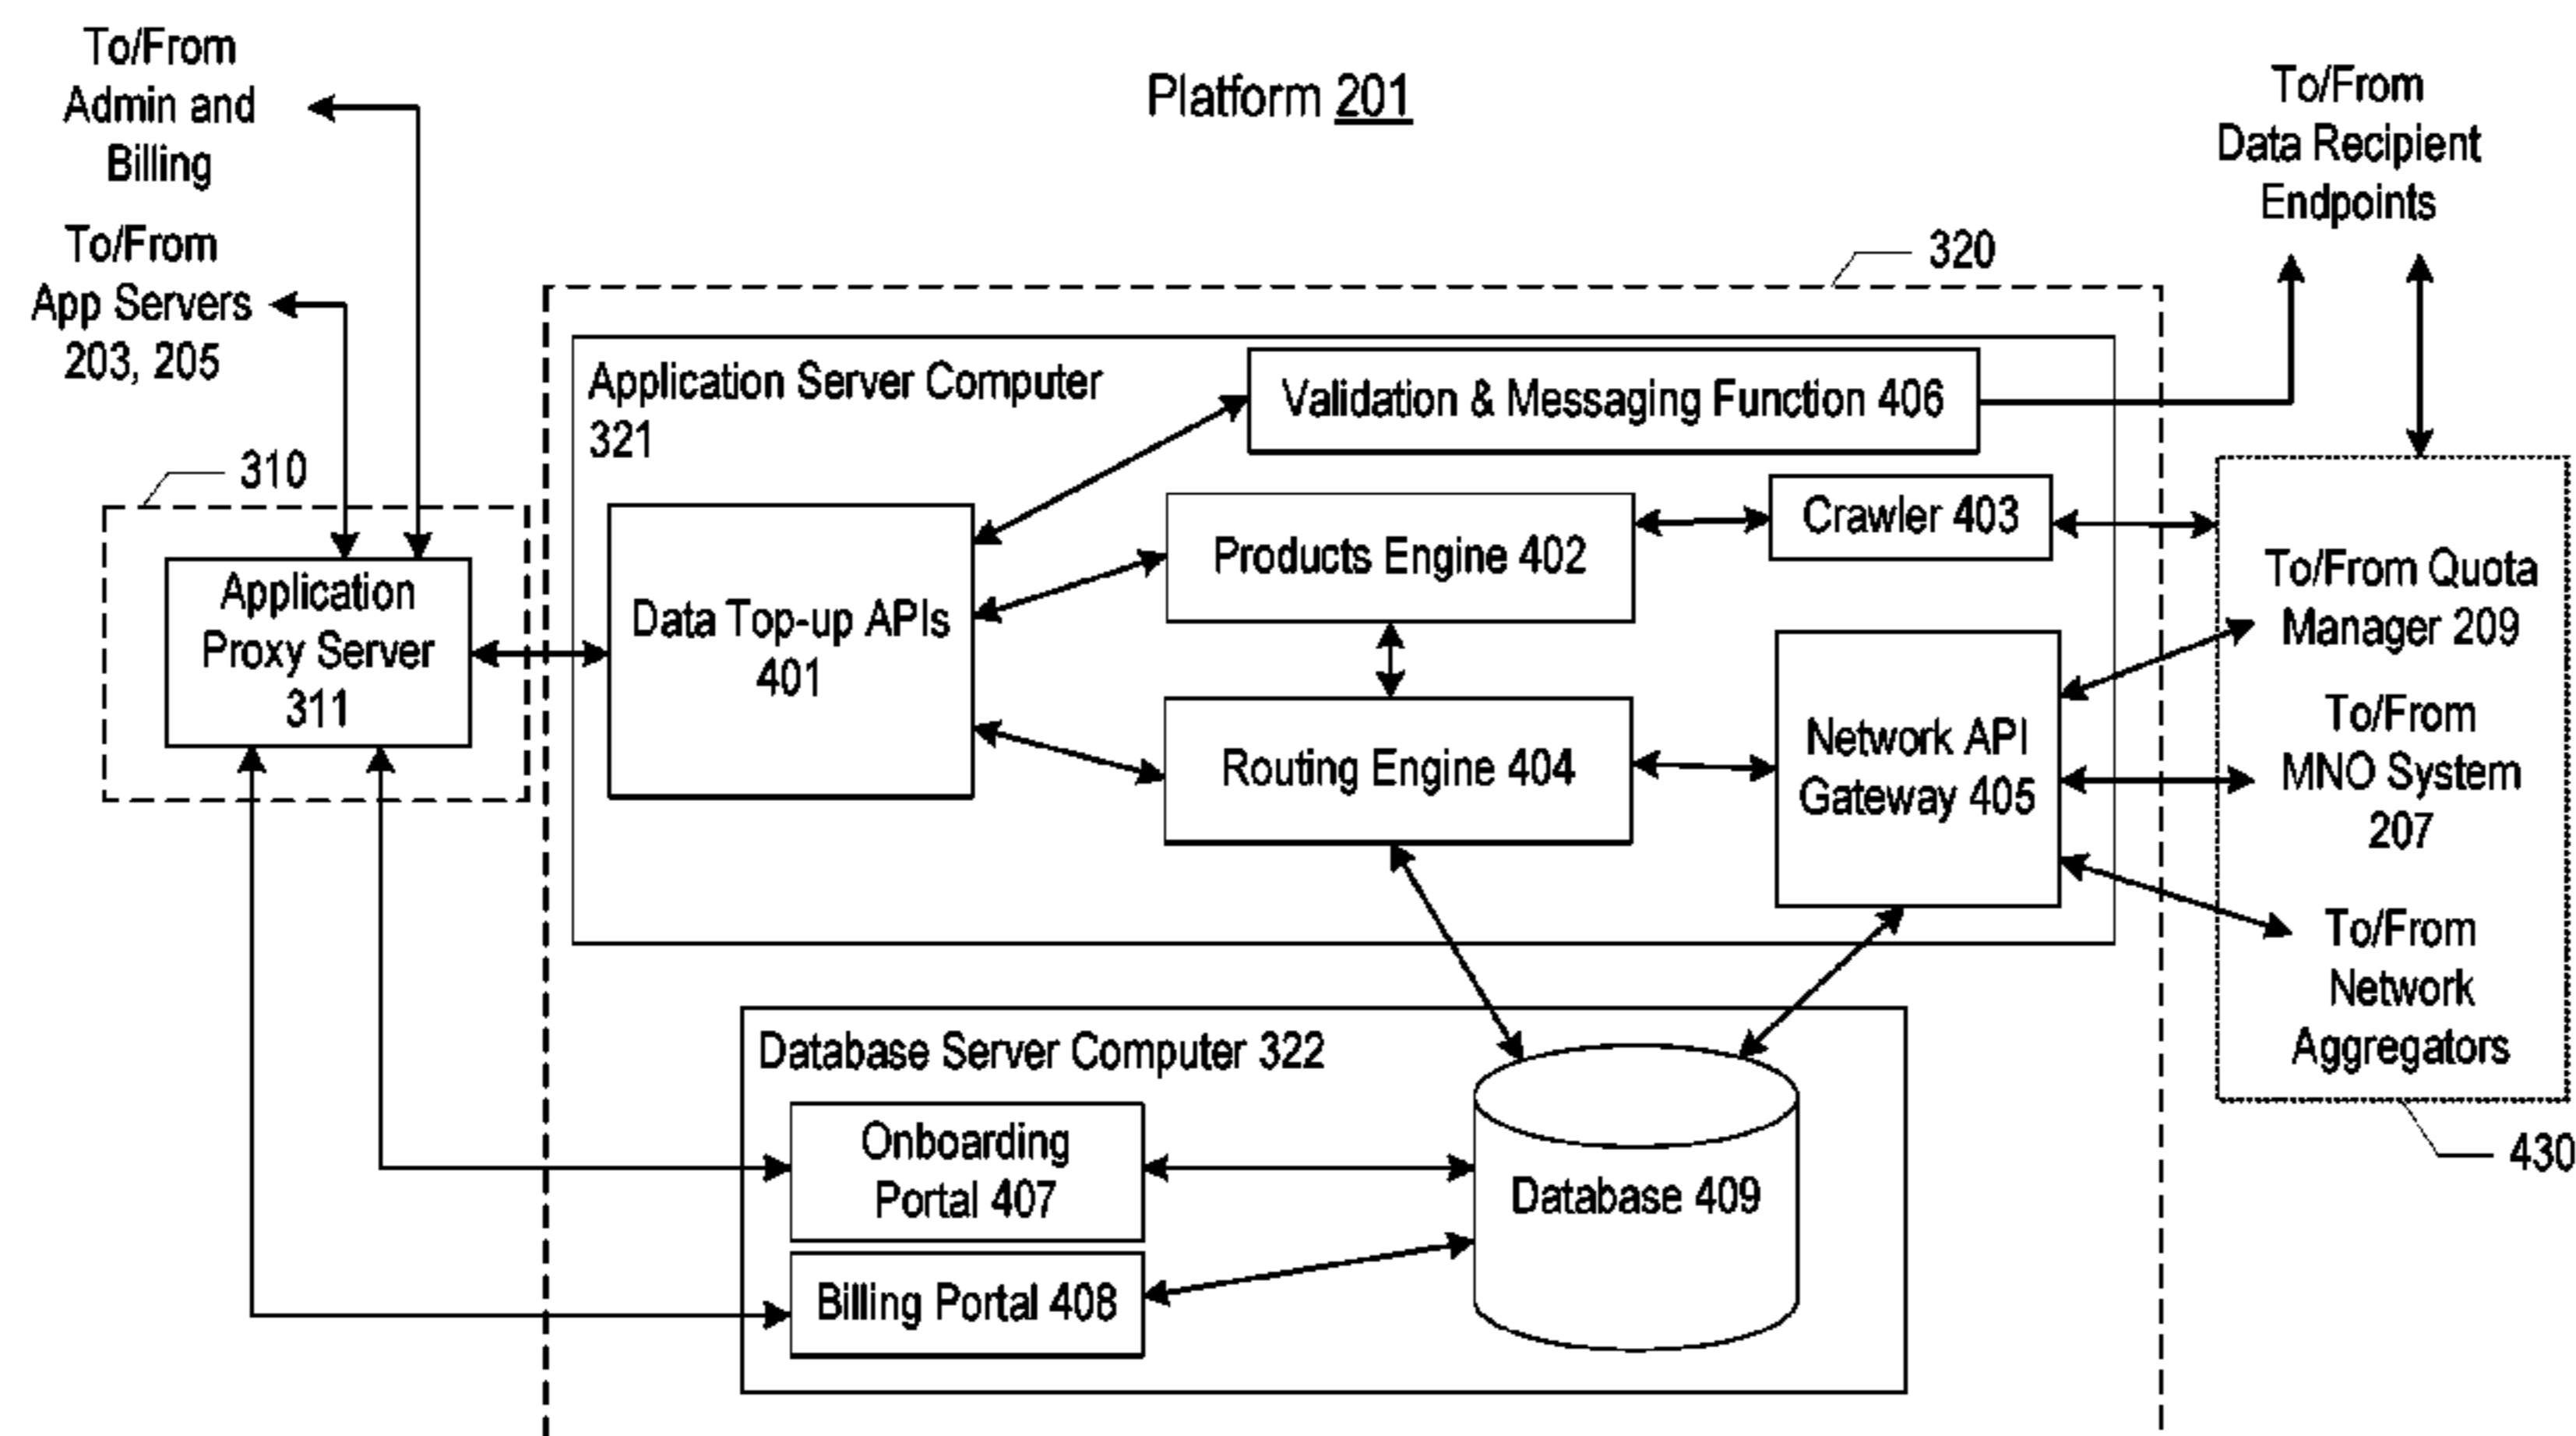 Platform 201
To/From
Admin and
Billing
To/From
App Servers
203, 205
310
Application
Proxy Server
311
320
Application Server Computer
321
Validation & Messaging Function 406
Data Top-up APIs
401
Products Engine 402
Crawler 403
Routing Engine 404
Network API
Gateway 405
Database Server Computer 322
Onboarding
Portal 407
Billing Portal 408
Database 409
To/From
Data Recipient
Endpoints
To/From Quota
Manager 209
To/From
MNO System
207
To/From
Network
Aggregators
430